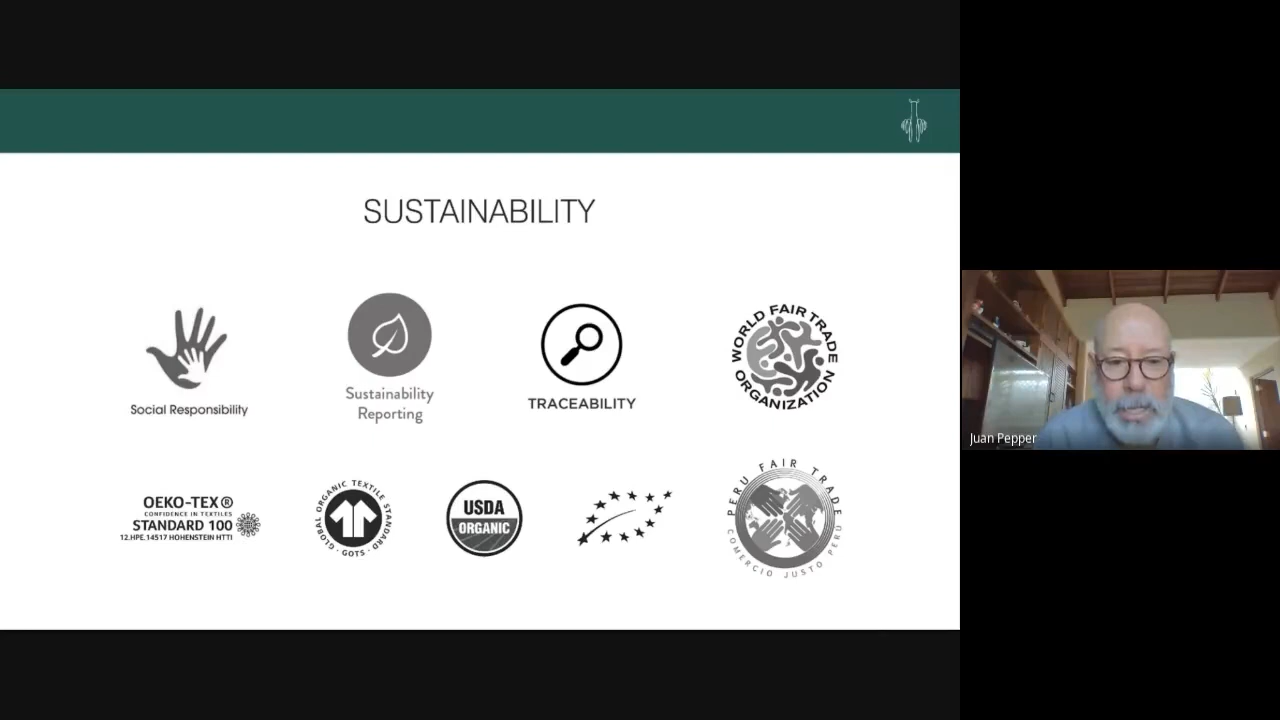 SUSTAINABILITY
Social Responsibility
Sustainability
Reporting
TRACEABILITY
WORLD FAIR TRADE
ORGANIZATION
OEKO-TEX®
CONFIDENCE IN TEXTILES
STANDARD 100
12.HPE.14517 HOHENSTEIN HTTI
GLOBAL ORGANIC TEXTILE STANDARD
· GOTS ·
USDA
ORGANIC
PERU FAIR TRADE
COMERCIO JUSTO PERU
Juan Pepper